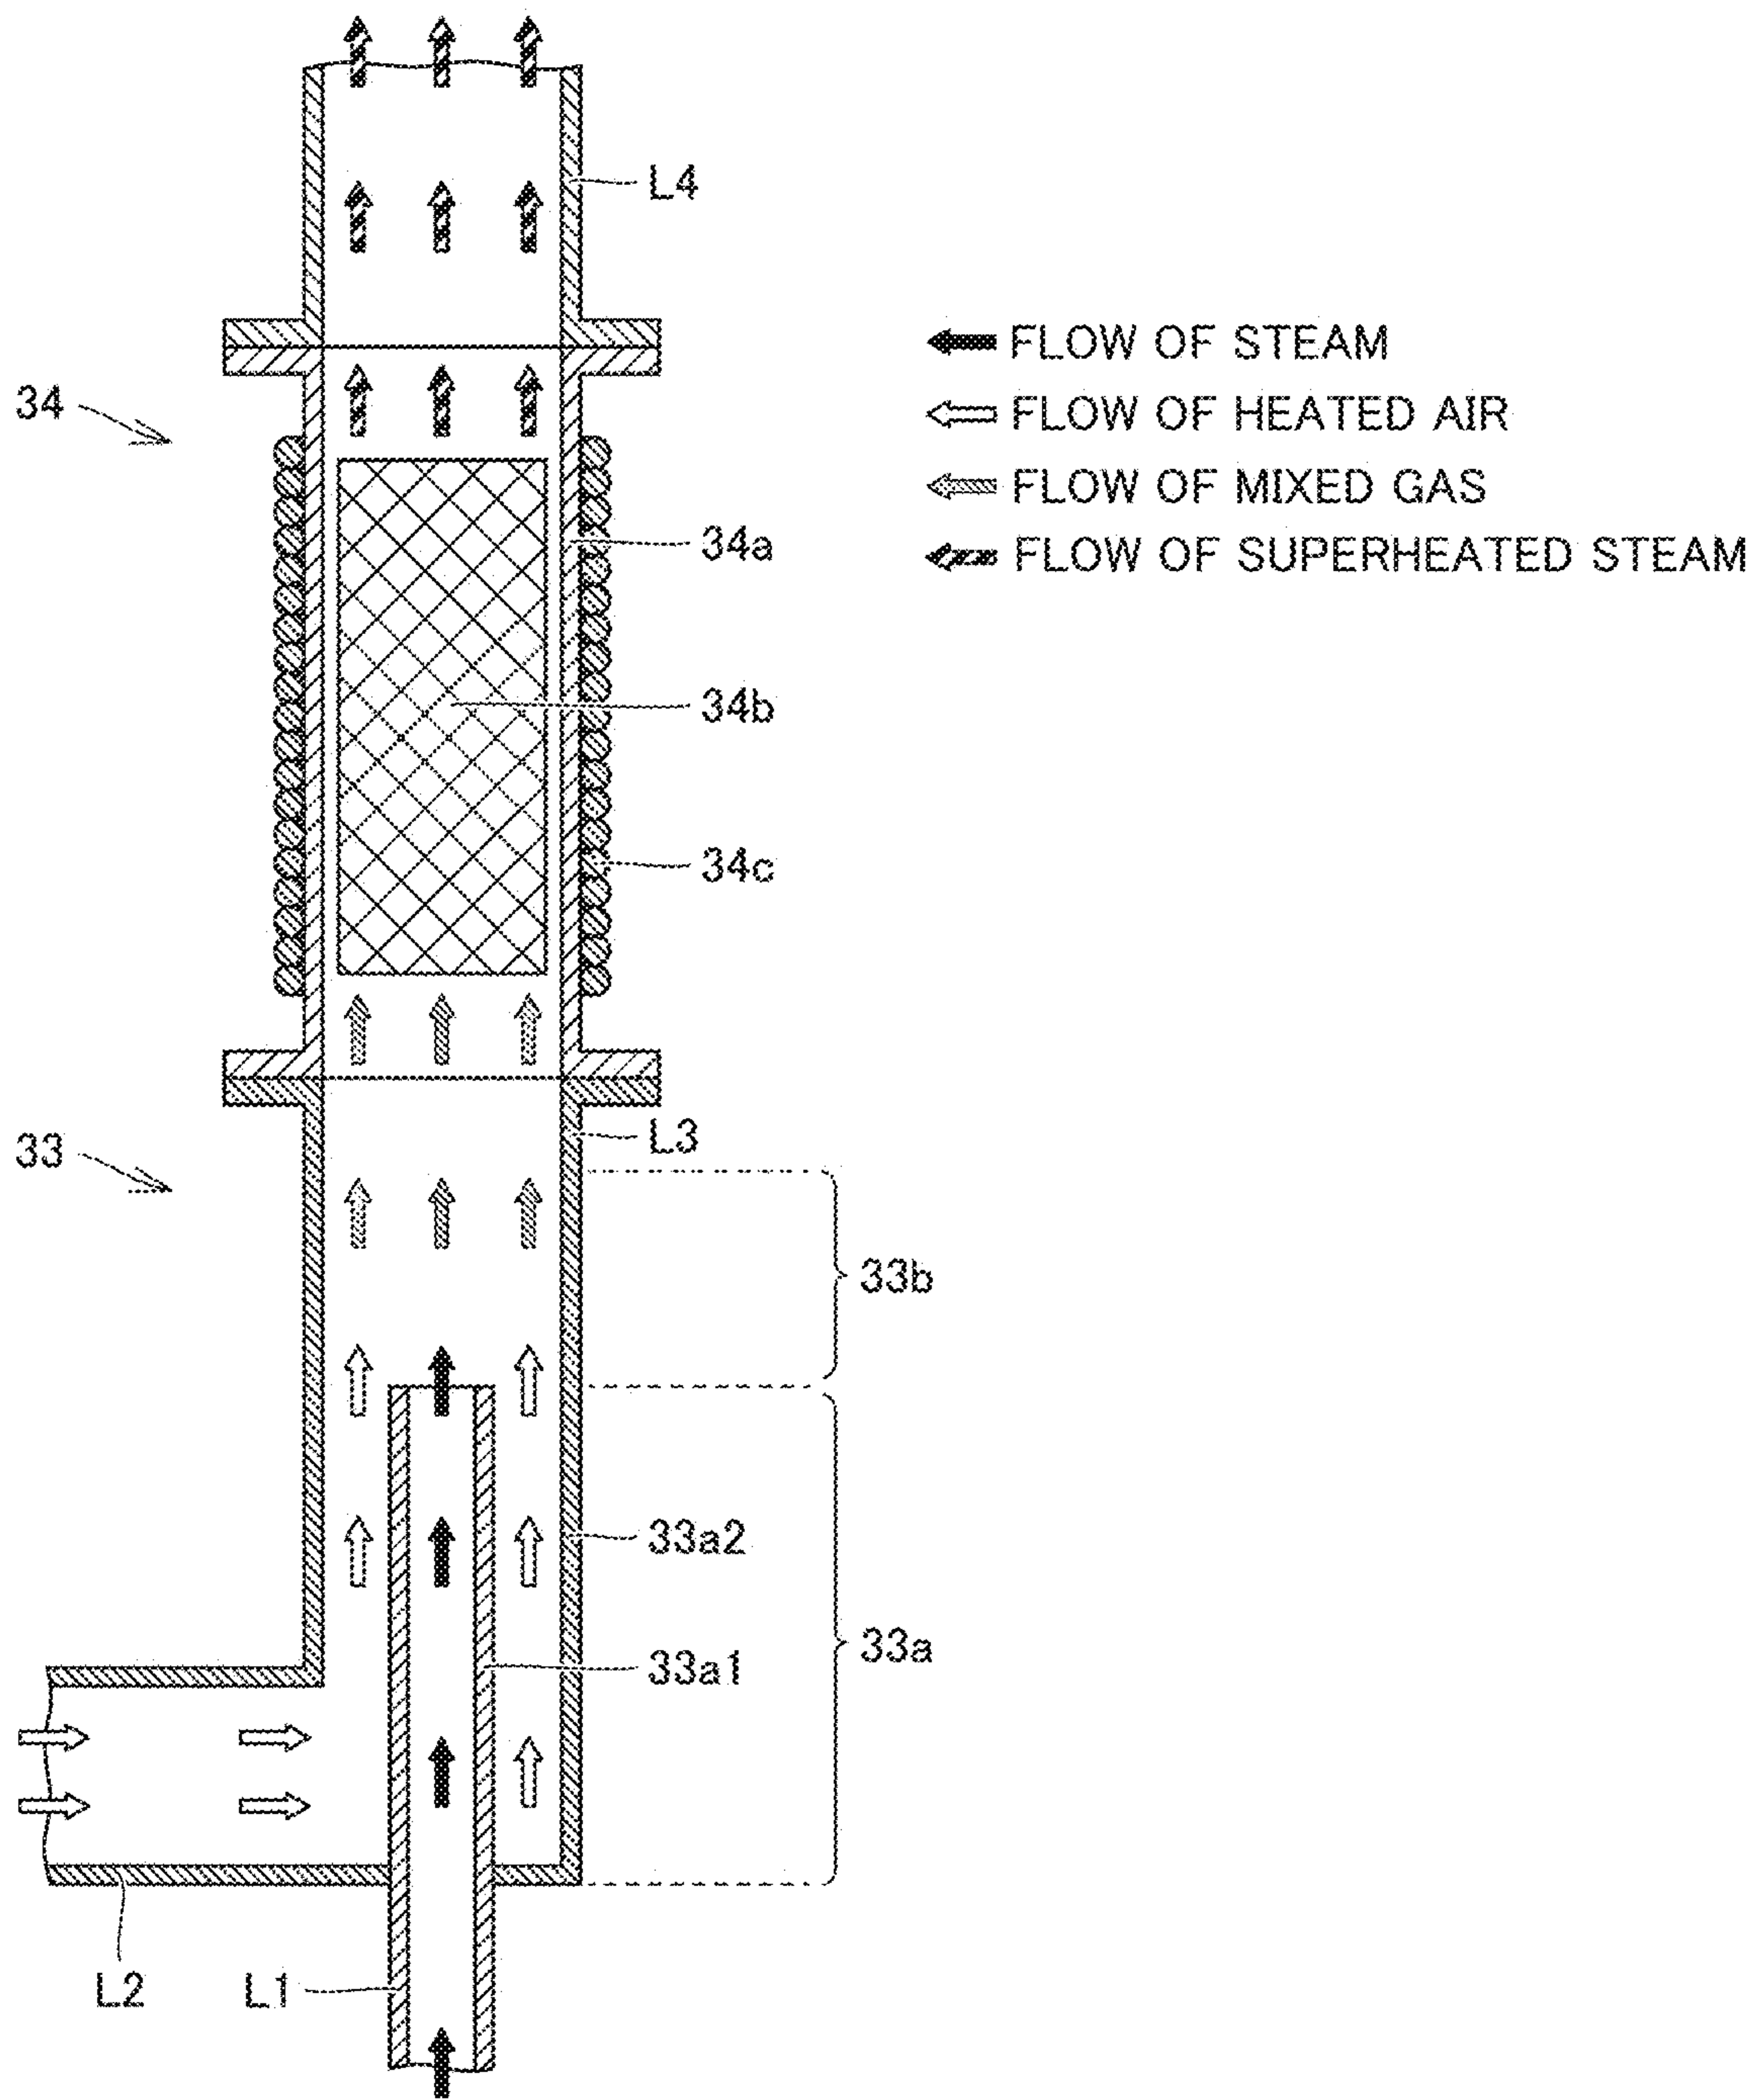 L4
FLOW OF STEAM
FLOW OF HEATED AIR
FLOW OF MIXED GAS
FLOW OF SUPERHEATED STEAM
34
34a
34b
34c
33
L3
33b
33a2
33a
33a1
L2
L1